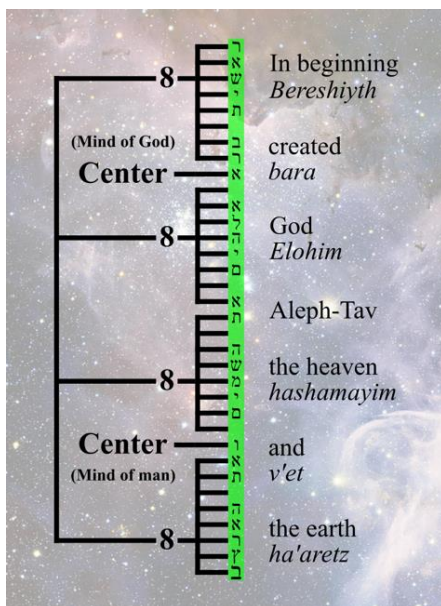 ר
א
ש
י
ת
ב
ר
א
א
ל
ה
י
ם
א
ת
ה
ש
מ
י
ם
ו
א
ת
ה
א
ר
ץ
ב
8
(Mind of God)
Center
8
8
Center
(Mind of man)
8
In beginning
Bereshiyth
created
bara
God
Elohim
Aleph-Tav
the heaven
hashamayim
and
v'et
the earth
ha'aretz